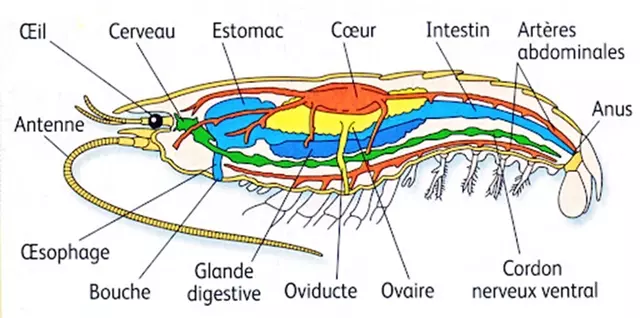 Œil
Cerveau
Estomac
Cœur
Intestin
Artères
abdominales
Antenne
Anus
Œsophage
Bouche
Glande
digestive
Oviducte
Ovaire
Cordon
nerveux ventral